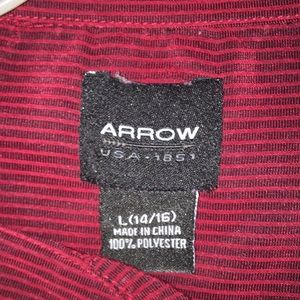 ARROW
USA - 1851
L(14/16)
MADE IN CHINA
100% POLYESTER